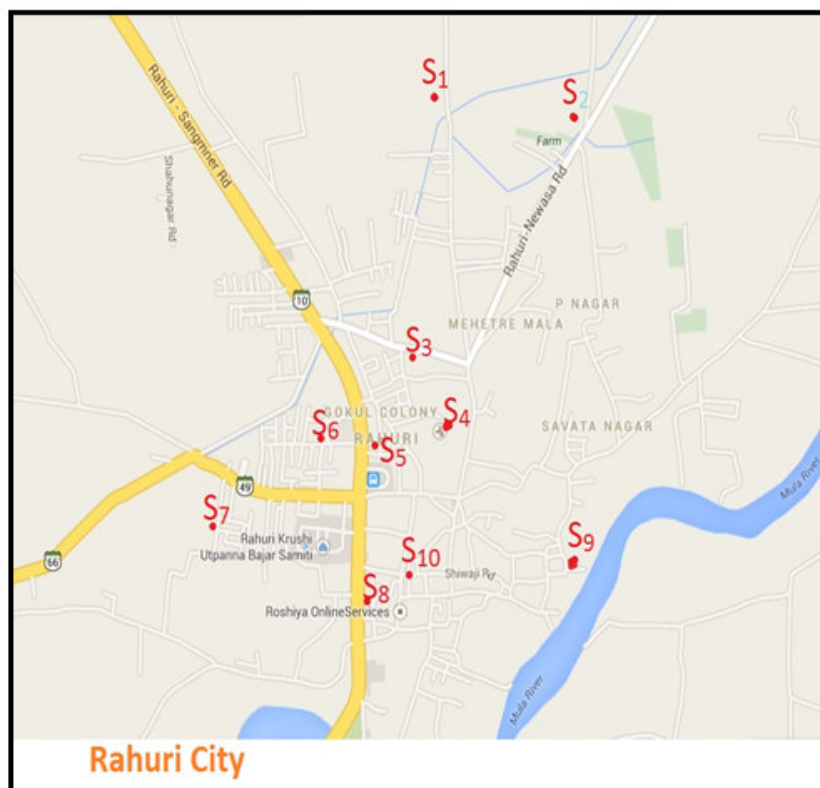 S1
S2
Rahuri - Sangmner Rd
Shahunagar Rd
Farm
Rahuri-Newasa Rd
10
P NAGAR
MEHETRE MALA
S3
GOKUL COLONY
S4
S6
RAHURI
S5
SAVATA NAGAR
49
Mula River
S7
Rahuri Krushi
Utpanna Bajar Samiti
S10
S9
66
Shiwaji Rd
S8
Roshiya OnlineServices
Mula River
Rahuri City